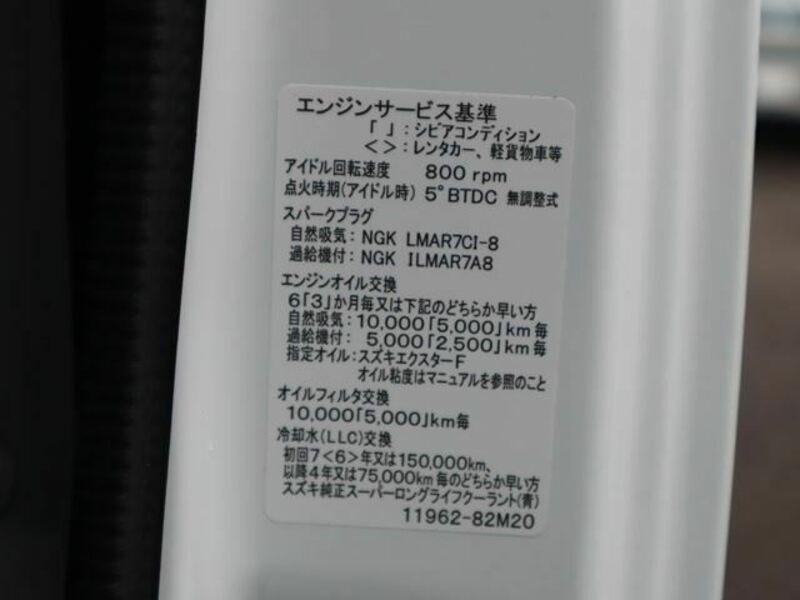 エンジンサービス基準
「 」：シビアコンディション
＜＞：レンタカー、軽貨物車等
アイドル回転速度 800 rpm
点火時期(アイドル時) 5°BTDC 無調整式
スパークプラグ
自然吸気：NGK LMAR7CI-8
過給機付：NGK ILMAR7A8
エンジンオイル交換
6「3」か月毎又は下記のどちらか早い方
自然吸気：10,000「5,000」km毎
過給機付： 5,000「2,500」km毎
指定オイル：スズキエクスターF
オイル粘度はマニュアルを参照のこと
オイルフィルタ交換
10,000「5,000」km毎
冷却水(LLC)交換
初回7＜6＞年又は150,000km、
以降4年又は75,000km毎のどちらか早い方
スズキ純正スーパーロングライフクーラント(青)
11962-82M20